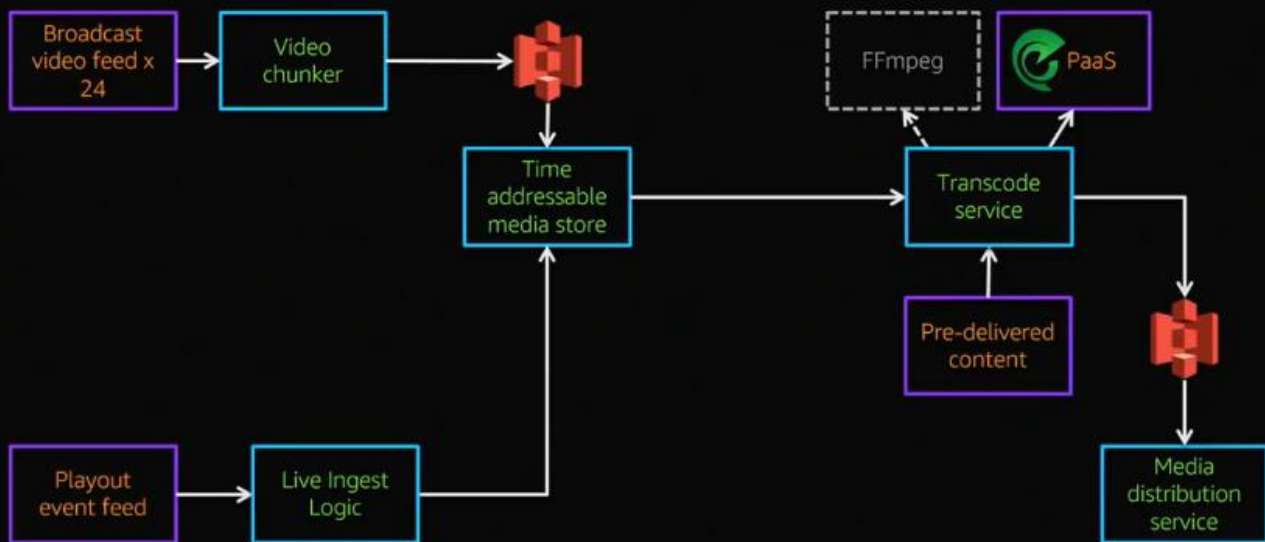 Broadcast
video feed x
24
Video
chunker
FFmpeg
PaaS
Time
addressable
media store
Transcode
service
Pre-delivered
content
Playout
event feed
Live Ingest
Logic
Media
distribution
service